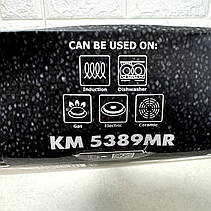 CAN BE USED ON:
Induction Dishwasher
Gas Electric Ceramic
KM 5389MR